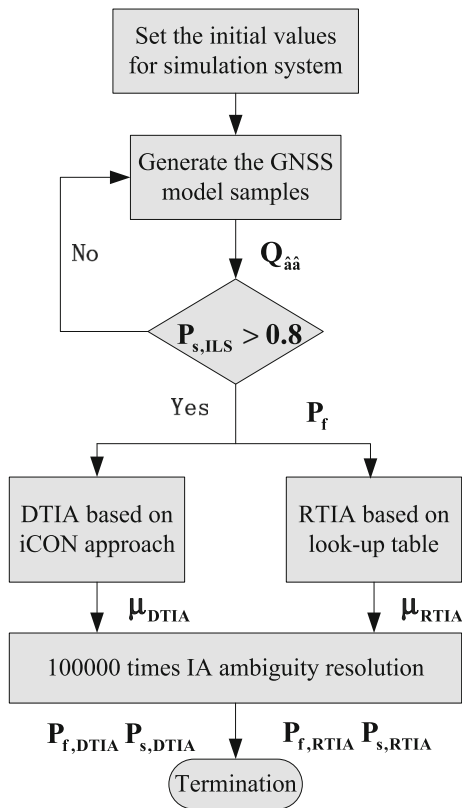 Set the initial values
for simulation system
Generate the GNSS
model samples
No
Q_ââ
P_s,ILS > 0.8
Yes
P_f
DTIA based on
iCON approach
RTIA based on
look-up table
μ_DTIA
μ_RTIA
100000 times IA ambiguity resolution
P_f,DTIA P_s,DTIA
P_f,RTIA P_s,RTIA
Termination